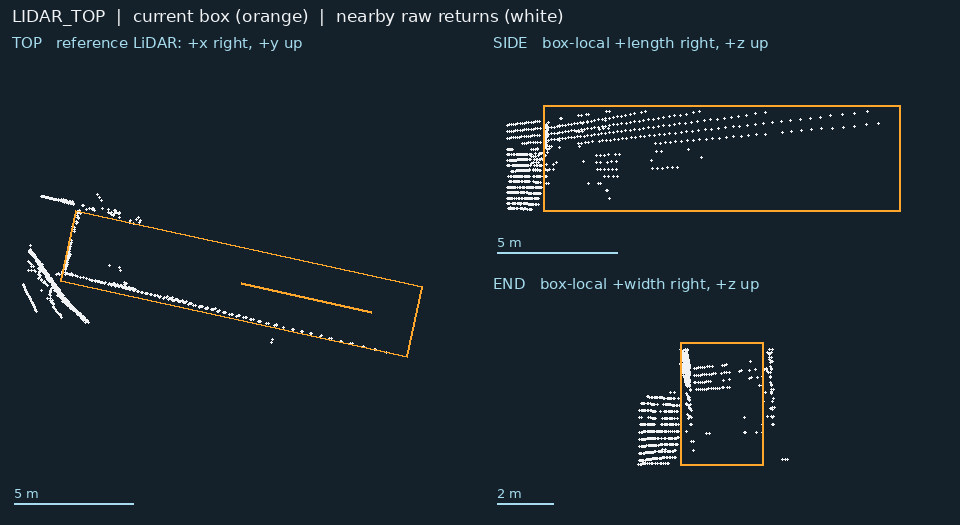 LIDAR_TOP | current box (orange) | nearby raw returns (white)
TOP reference LiDAR: +x right, +y up
SIDE box-local +length right, +z up
5 m
END box-local +width right, +z up
5 m
2 m